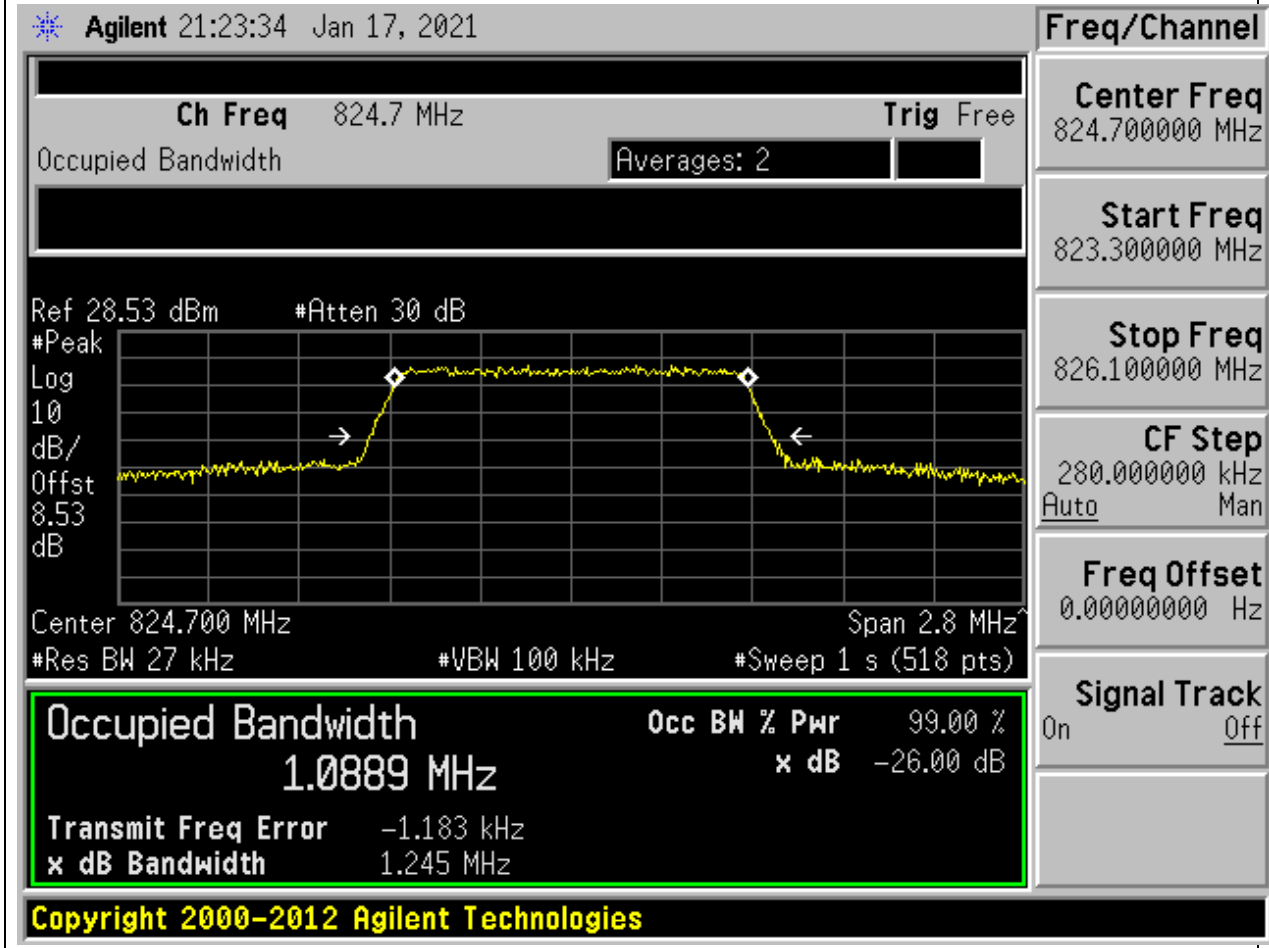 Agilent 21:23:34 Jan 17, 2021
Freq/Channel
Ch Freq 824.7 MHz Trig Free
Occupied Bandwidth Averages: 2
Center Freq
824.700000 MHz
Start Freq
823.300000 MHz
Stop Freq
826.100000 MHz
CF Step
280.000000 kHz
Auto Man
Freq Offset
0.00000000 Hz
Signal Track
On Off
Ref 28.53 dBm #Atten 30 dB
#Peak
Log
10
dB/
Offst
8.53
dB
Center 824.700 MHz Span 2.8 MHz^
#Res BW 27 kHz #VBW 100 kHz #Sweep 1 s (518 pts)
Occupied Bandwidth Occ BW % Pwr 99.00 %
1.0889 MHz x dB -26.00 dB
Transmit Freq Error -1.183 kHz
x dB Bandwidth 1.245 MHz
Copyright 2000-2012 Agilent Technologies